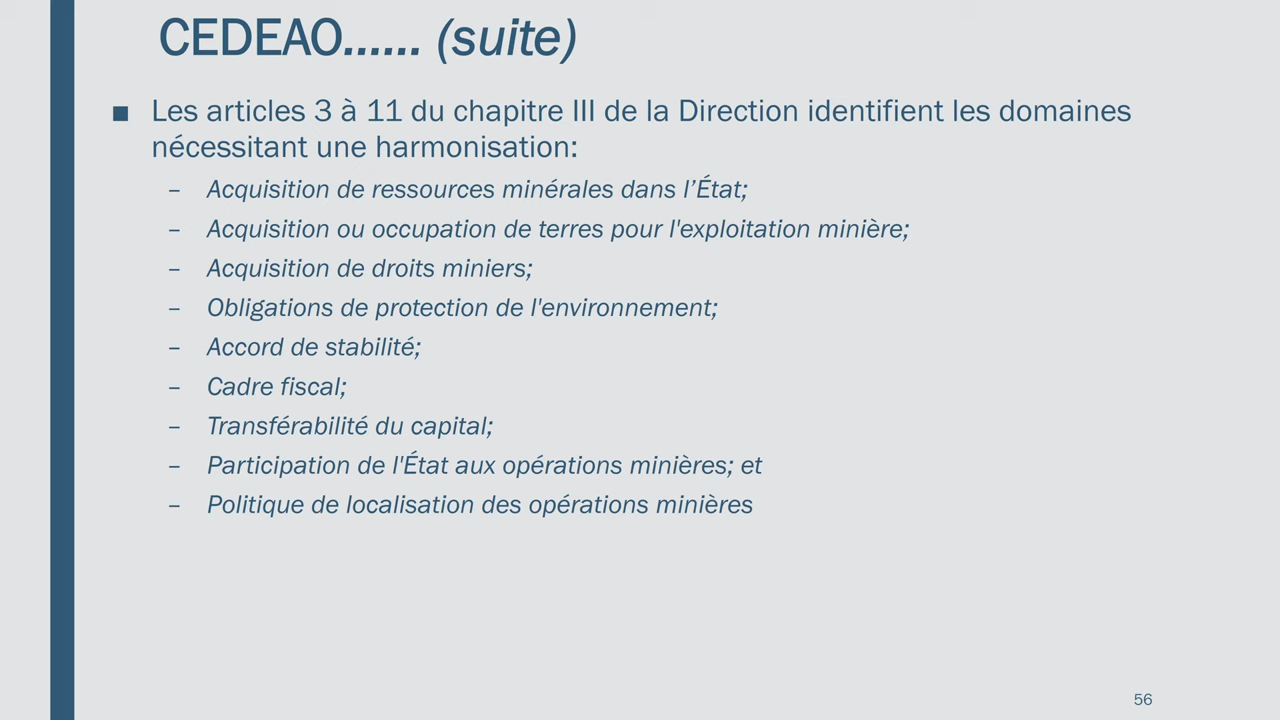 CEDEAO...... (suite)
■ Les articles 3 à 11 du chapitre III de la Direction identifient les domaines
nécessitant une harmonisation:
– Acquisition de ressources minérales dans l’État;
– Acquisition ou occupation de terres pour l'exploitation minière;
– Acquisition de droits miniers;
– Obligations de protection de l'environnement;
– Accord de stabilité;
– Cadre fiscal;
– Transférabilité du capital;
– Participation de l'État aux opérations minières; et
– Politique de localisation des opérations minières
56